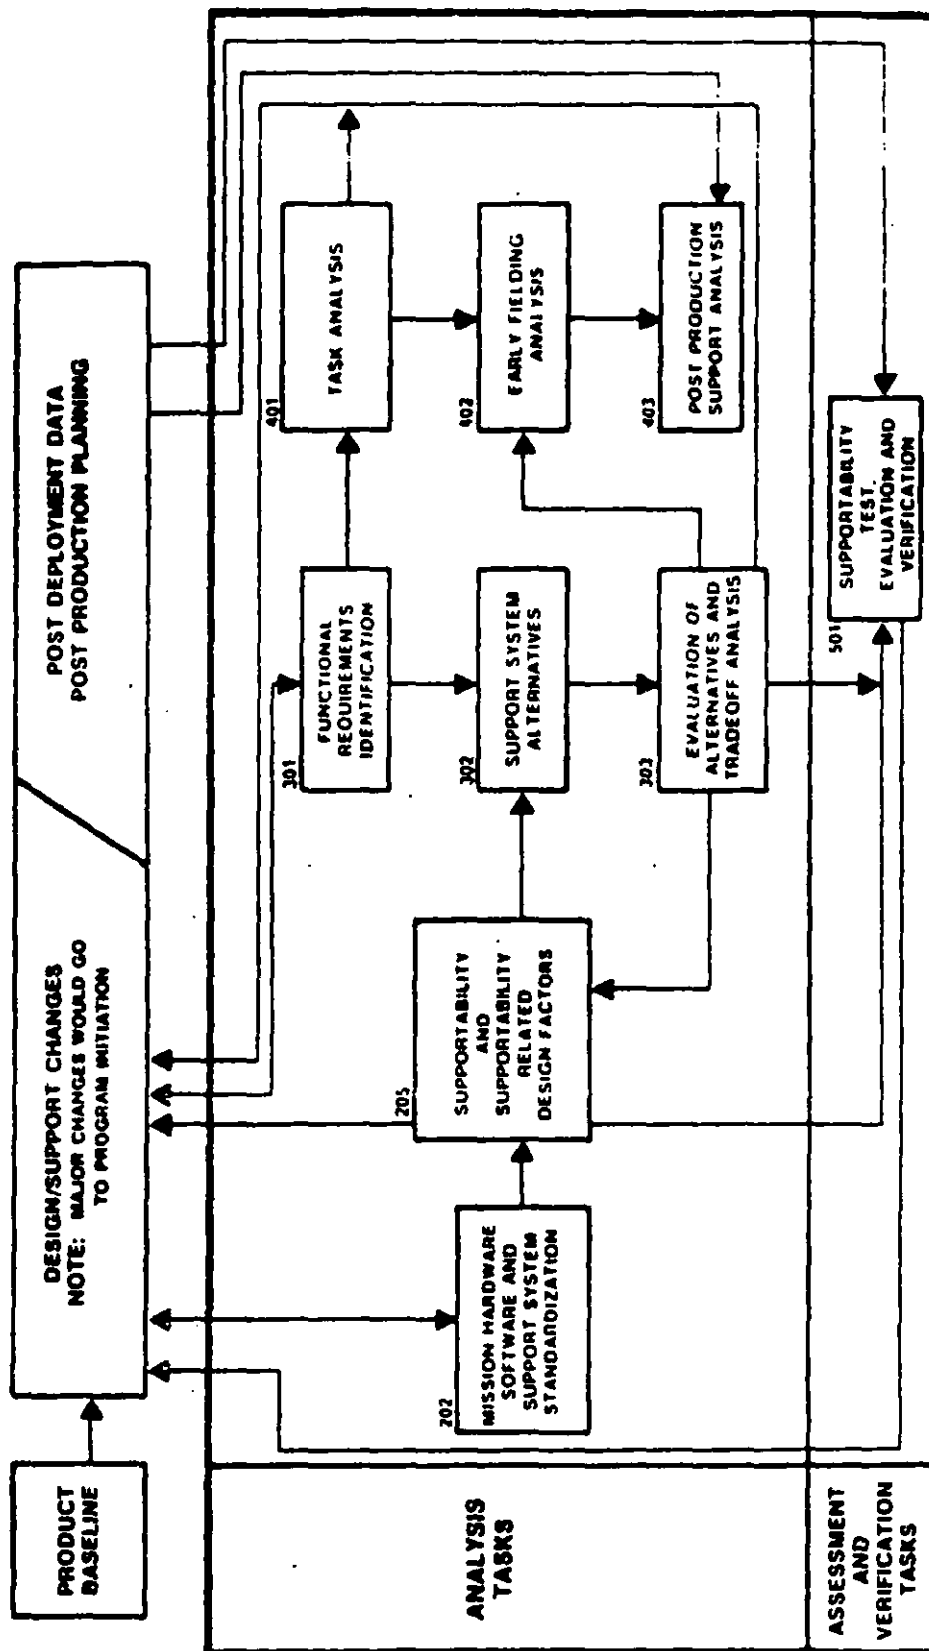 PRODUCT
BASELINE
DESIGN/SUPPORT CHANGES
NOTE: MAJOR CHANGES WOULD GO
TO PROGRAM INITIATION
POST DEPLOYMENT DATA
POST PRODUCTION PLANNING
ANALYSIS
TASKS
202
MISSION HARDWARE
SOFTWARE AND
SUPPORT SYSTEM
STANDARDIZATION
205
SUPPORTABILITY
AND
SUPPORTABILITY
RELATED
DESIGN FACTORS
301
FUNCTIONAL
REQUIREMENTS
IDENTIFICATION
302
SUPPORT SYSTEM
ALTERNATIVES
303
EVALUATION OF
ALTERNATIVES AND
TRADEOFF ANALYSIS
401
TASK ANALYSIS
402
EARLY FIELDING
ANALYSIS
403
POST PRODUCTION
SUPPORT ANALYSIS
ASSESSMENT
AND
VERIFICATION
TASKS
501
SUPPORTABILITY
TEST,
EVALUATION AND
VERIFICATION